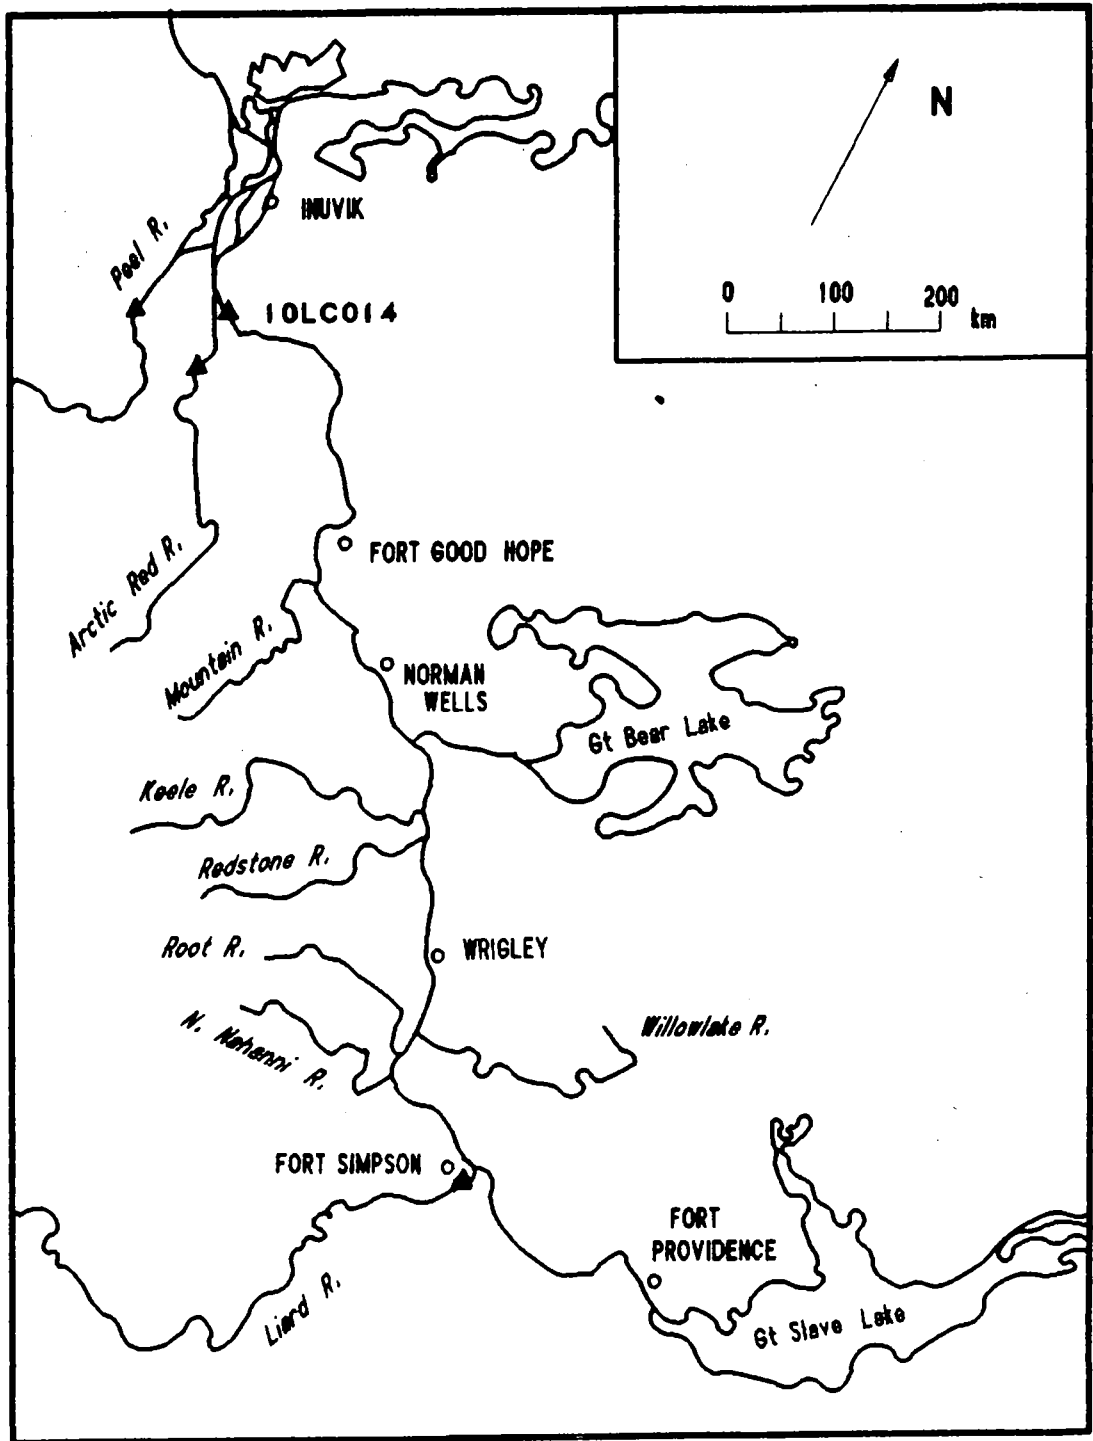 N
INUVIK
Peel R.
0 100 200
km
10LC014
FORT GOOD HOPE
Arctic Red R.
Mountain R.
NORMAN
WELLS
Gt Bear Lake
Keele R.
Redstone R.
Root R.
WRIGLEY
N. Nahanni R.
Willowlake R.
FORT SIMPSON
FORT
PROVIDENCE
Liard R.
Gt Slave Lake